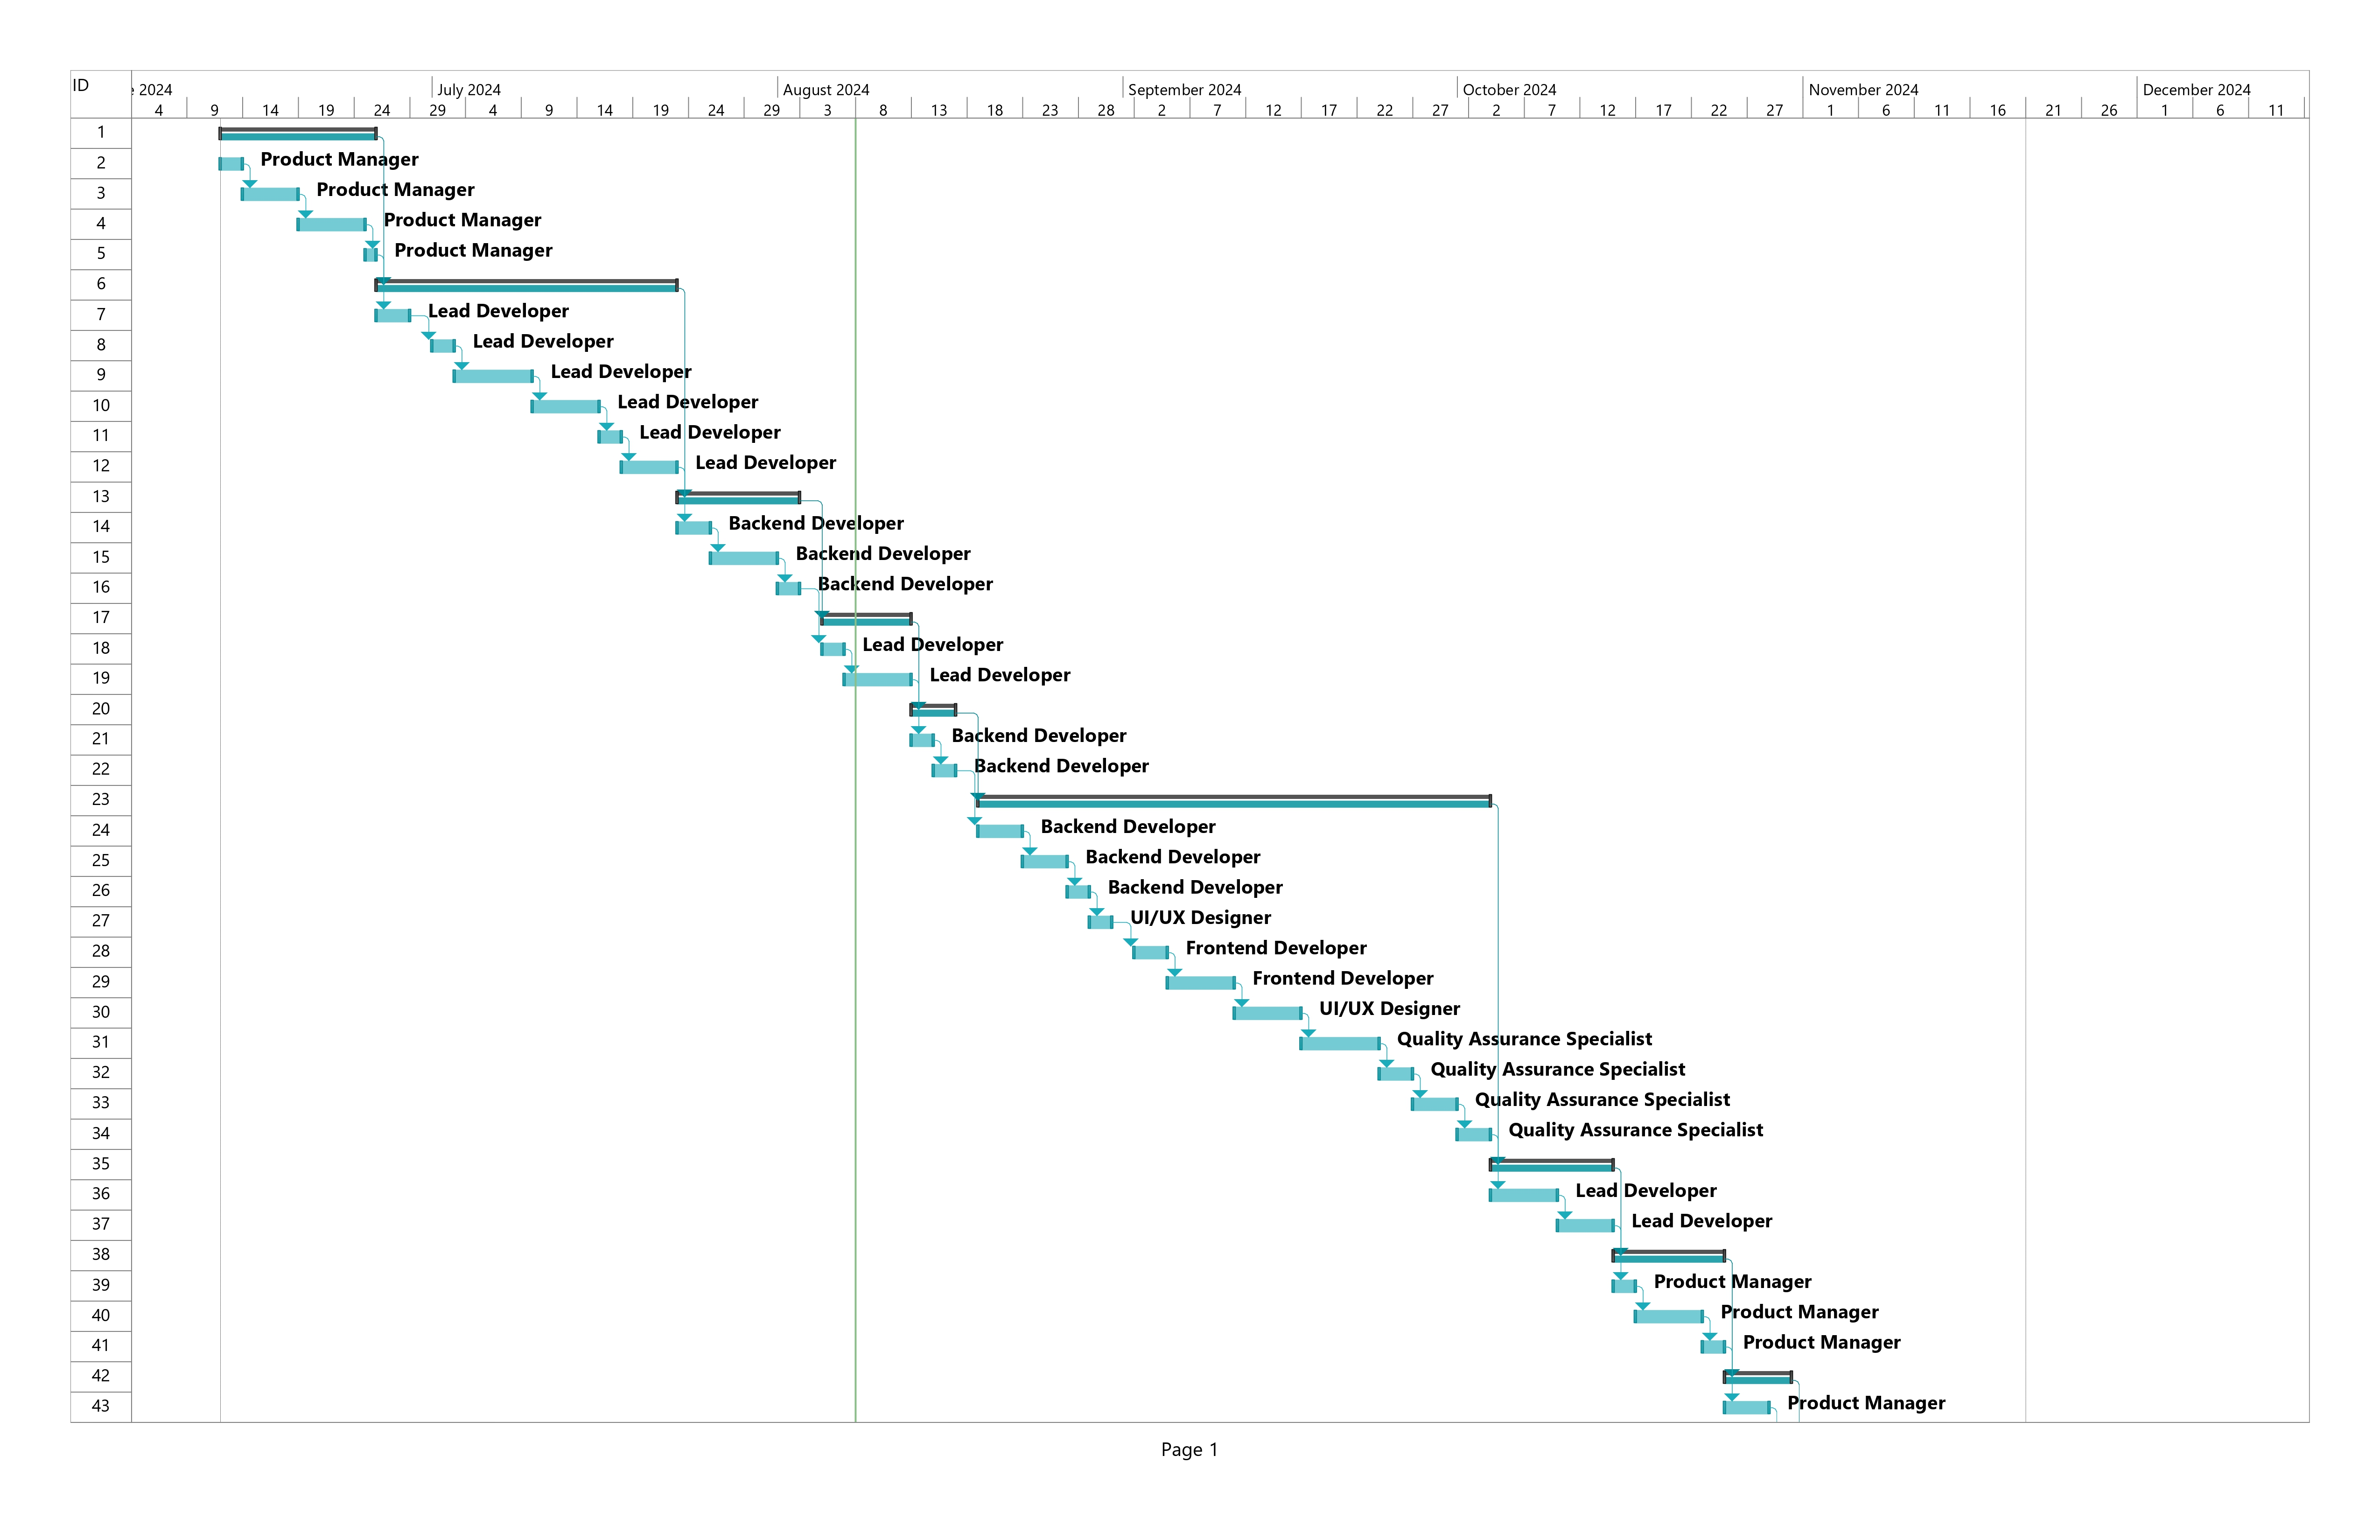 ID
e 2024 July 2024 August 2024 September 2024 October 2024 November 2024 December 2024
4 9 14 19 24 29 4 9 14 19 24 29 3 8 13 18 23 28 2 7 12 17 22 27 2 7 12 17 22 27 1 6 11 16 21 26 1 6 11
1
2 Product Manager
3 Product Manager
4 Product Manager
5 Product Manager
6
7 Lead Developer
8 Lead Developer
9 Lead Developer
10 Lead Developer
11 Lead Developer
12 Lead Developer
13
14 Backend Developer
15 Backend Developer
16 Backend Developer
17
18 Lead Developer
19 Lead Developer
20
21 Backend Developer
22 Backend Developer
23
24 Backend Developer
25 Backend Developer
26 Backend Developer
27 UI/UX Designer
28 Frontend Developer
29 Frontend Developer
30 UI/UX Designer
31 Quality Assurance Specialist
32 Quality Assurance Specialist
33 Quality Assurance Specialist
34 Quality Assurance Specialist
35
36 Lead Developer
37 Lead Developer
38
39 Product Manager
40 Product Manager
41 Product Manager
42
43 Product Manager
Page 1